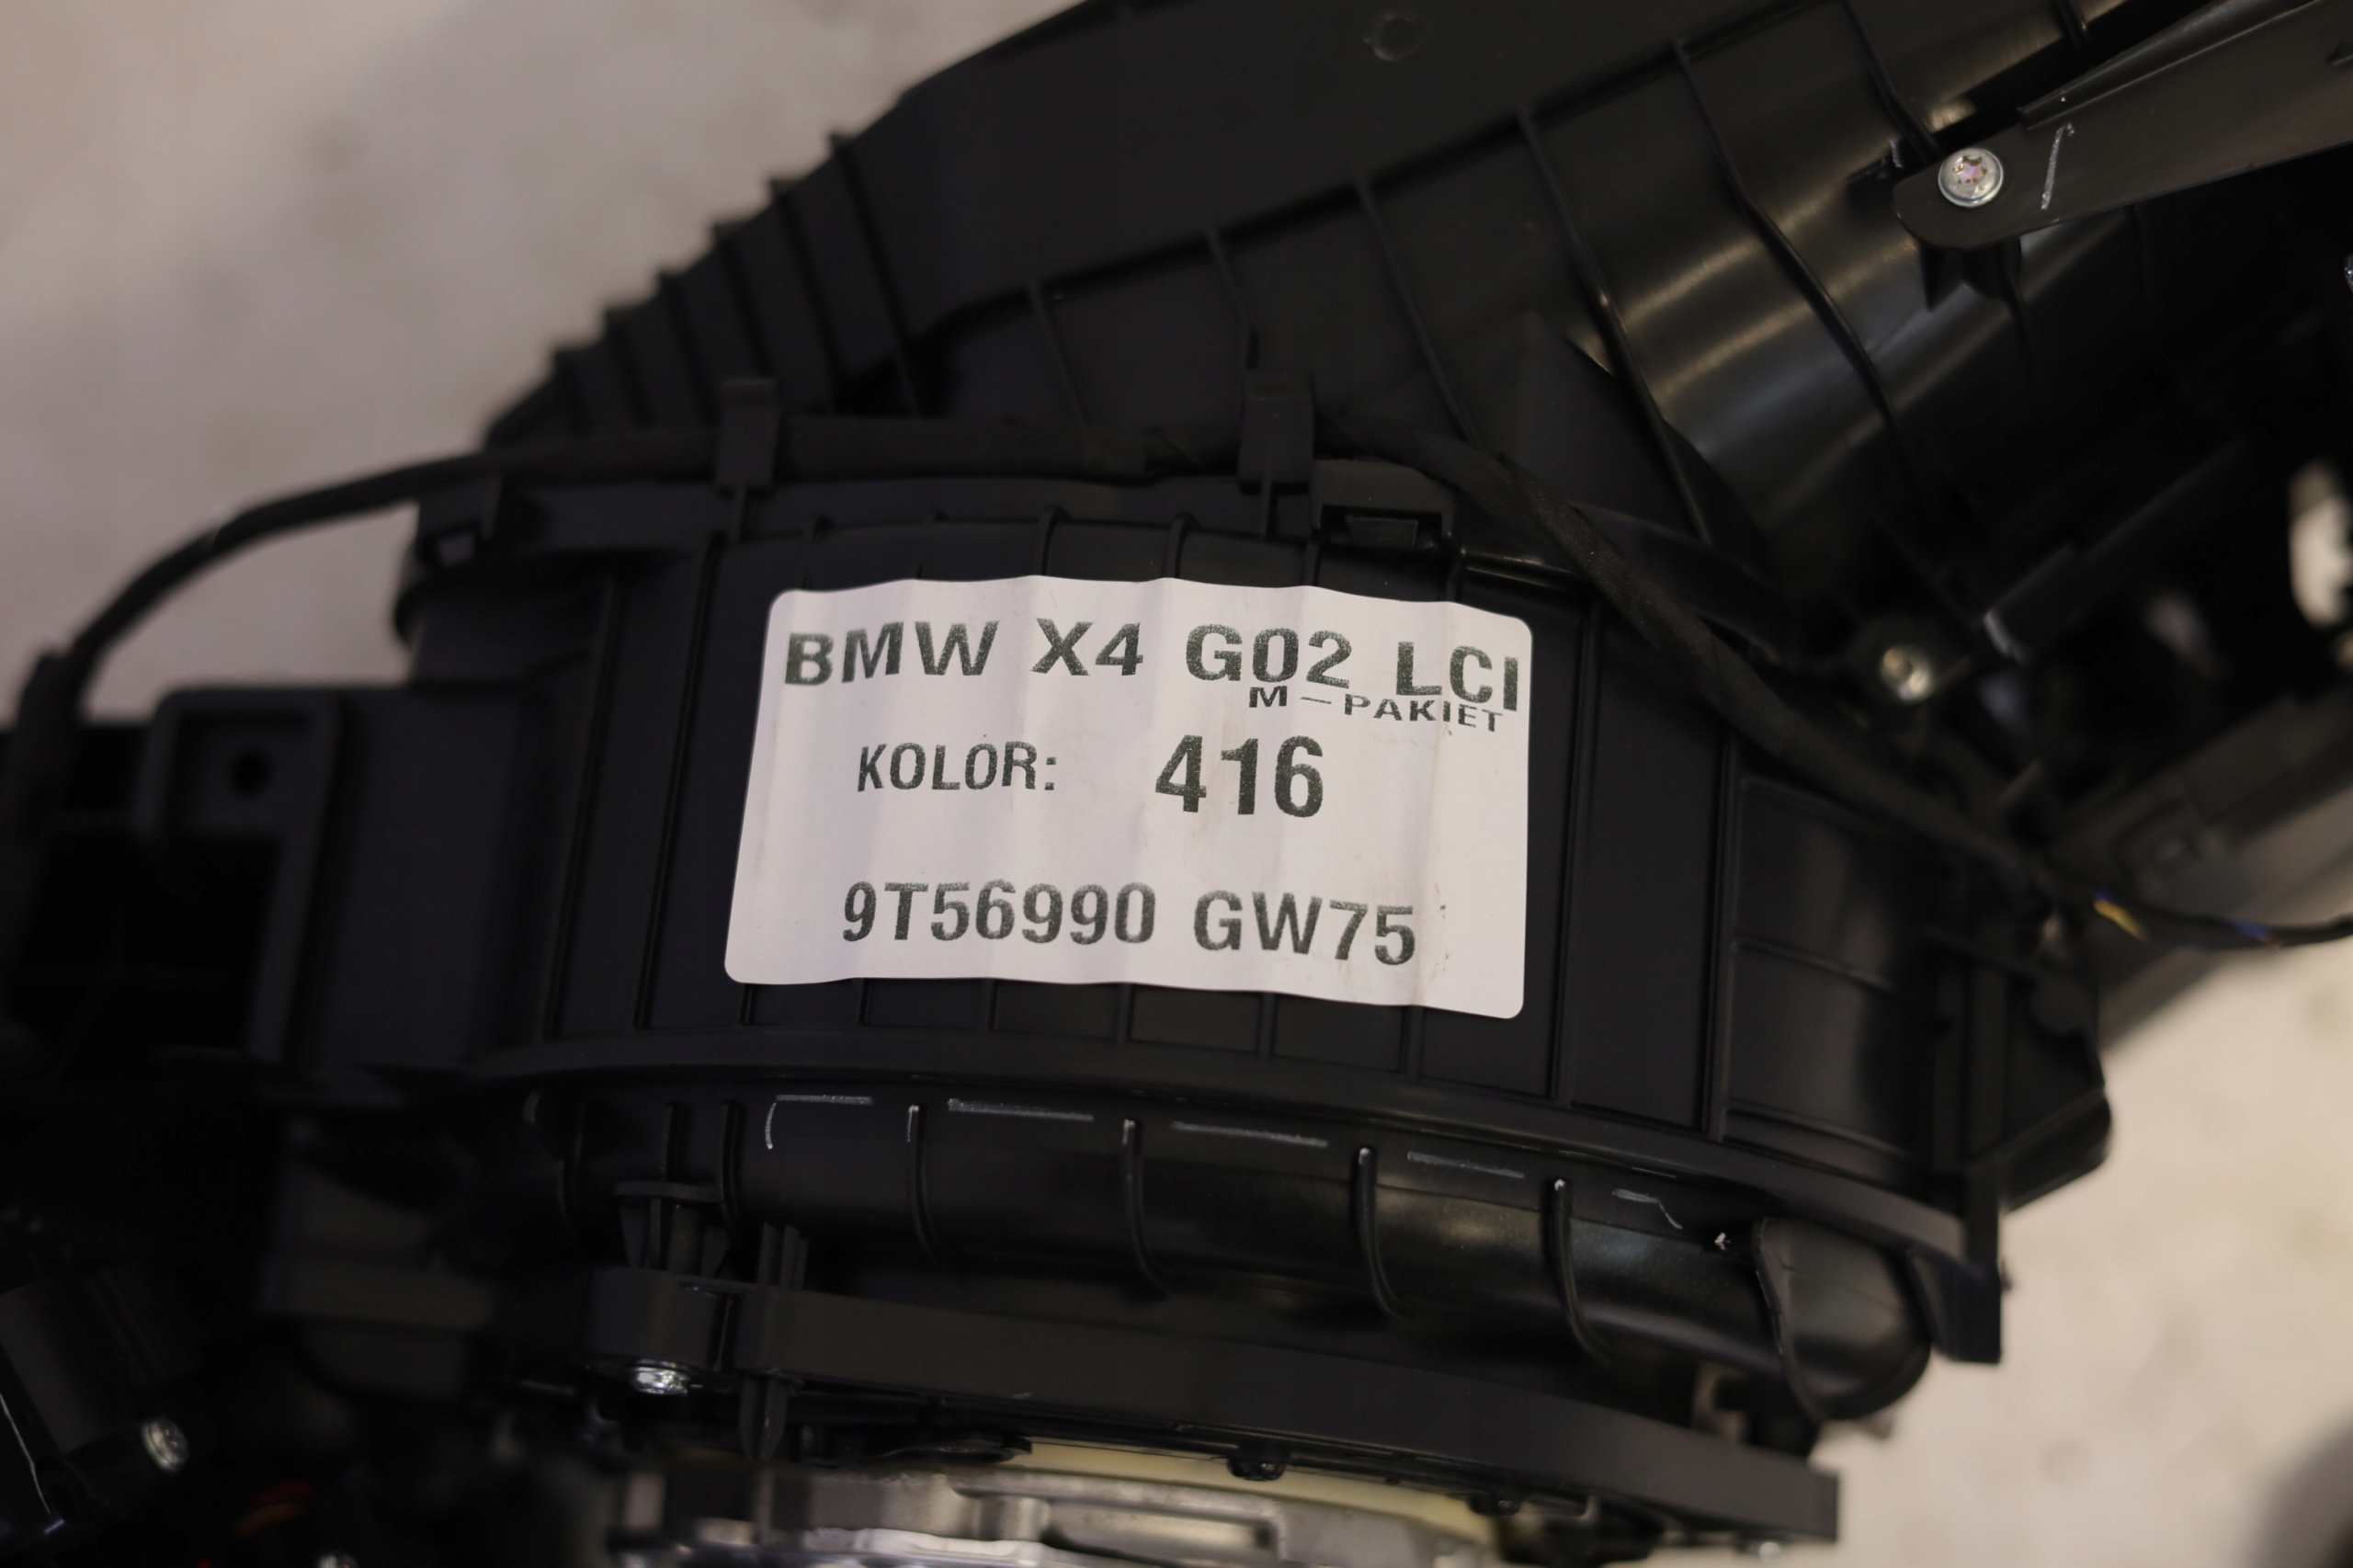 BMW X4 G02 LCI
M-PAKIET
KOLOR: 416
9T56990 GW75